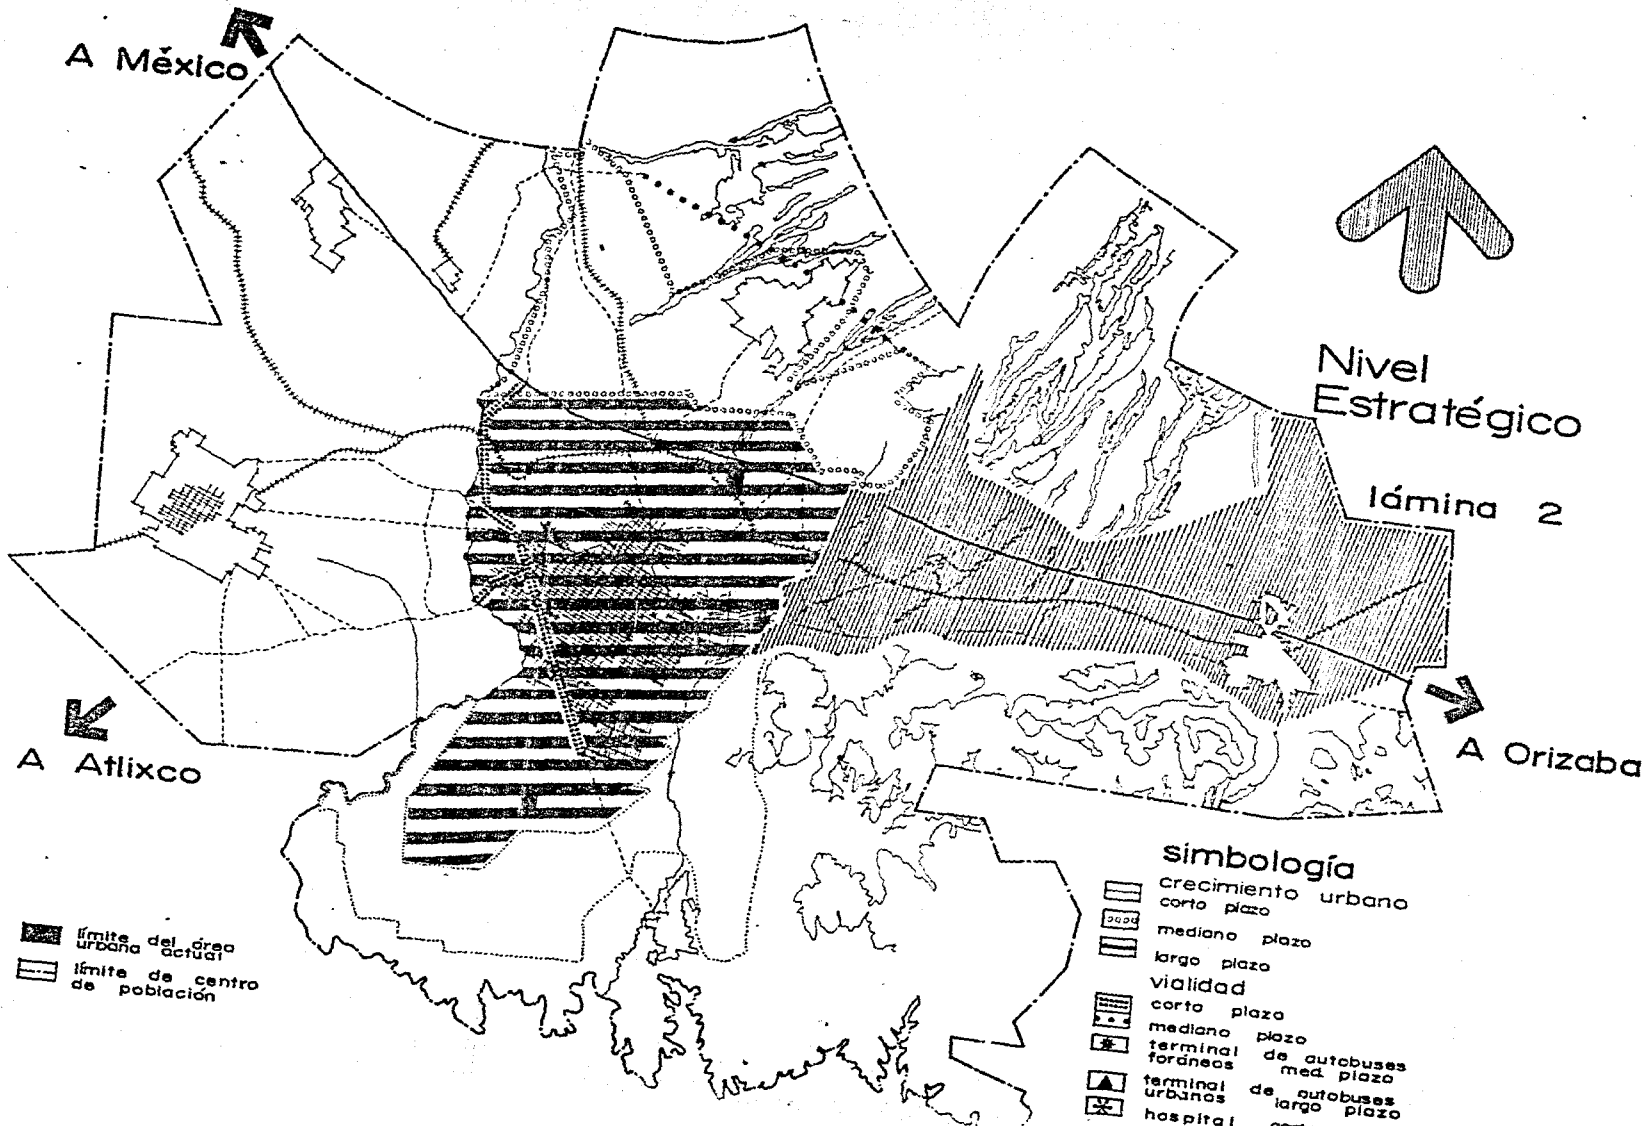 A México
Nivel
Estratégico
lámina 2
A Atlixco
A Orizaba
límite del área
urbana actual
límite de centro
de población
simbología
crecimiento urbano
corto plazo
mediano plazo
largo plazo
vialidad
corto plazo
mediano plazo
terminal de autobuses
foráneos med. plazo
terminal de autobuses
urbanos largo plazo
hospital